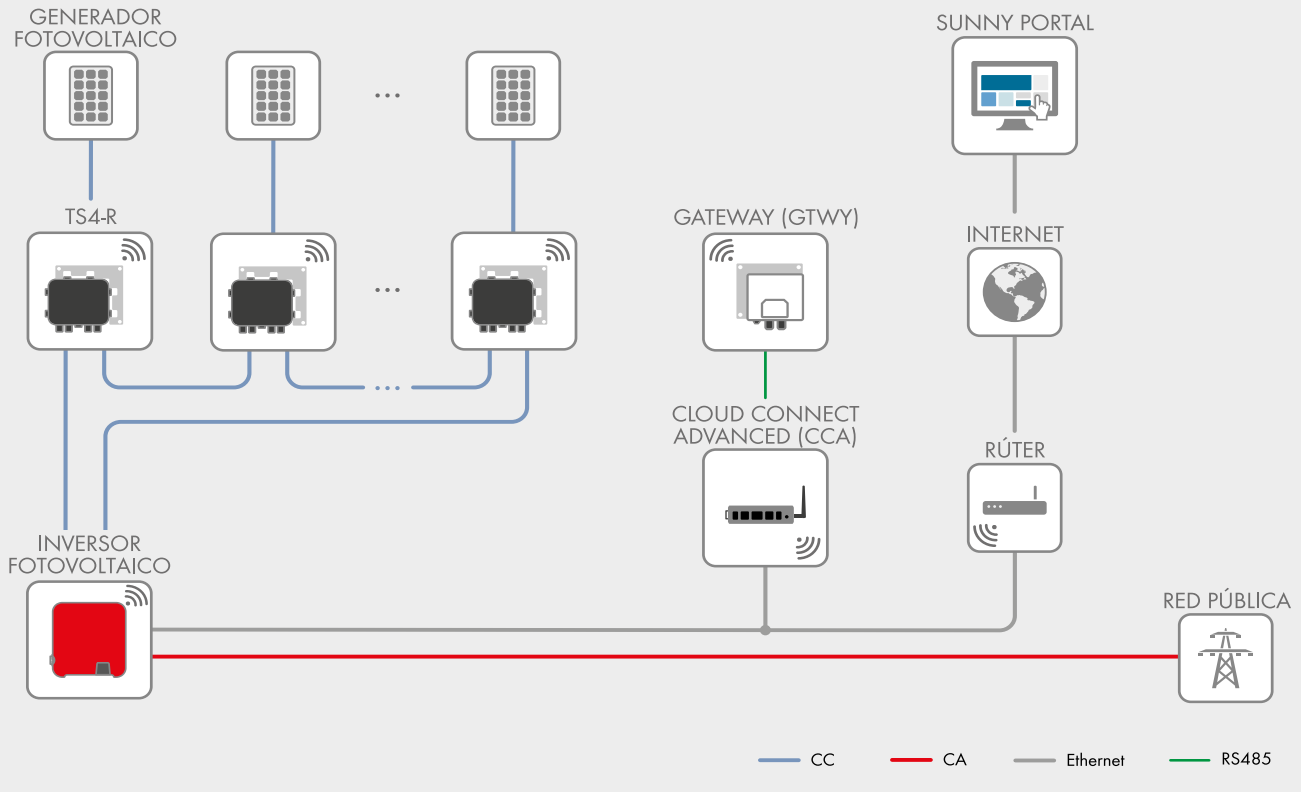 GENERADOR
FOTOVOLTAICO
SUNNY PORTAL
TS4-R
GATEWAY (GTWY)
INTERNET
CLOUD CONNECT
ADVANCED (CCA)
RÚTER
INVERSOR
FOTOVOLTAICO
RED PÚBLICA
CC
CA
Ethernet
RS485